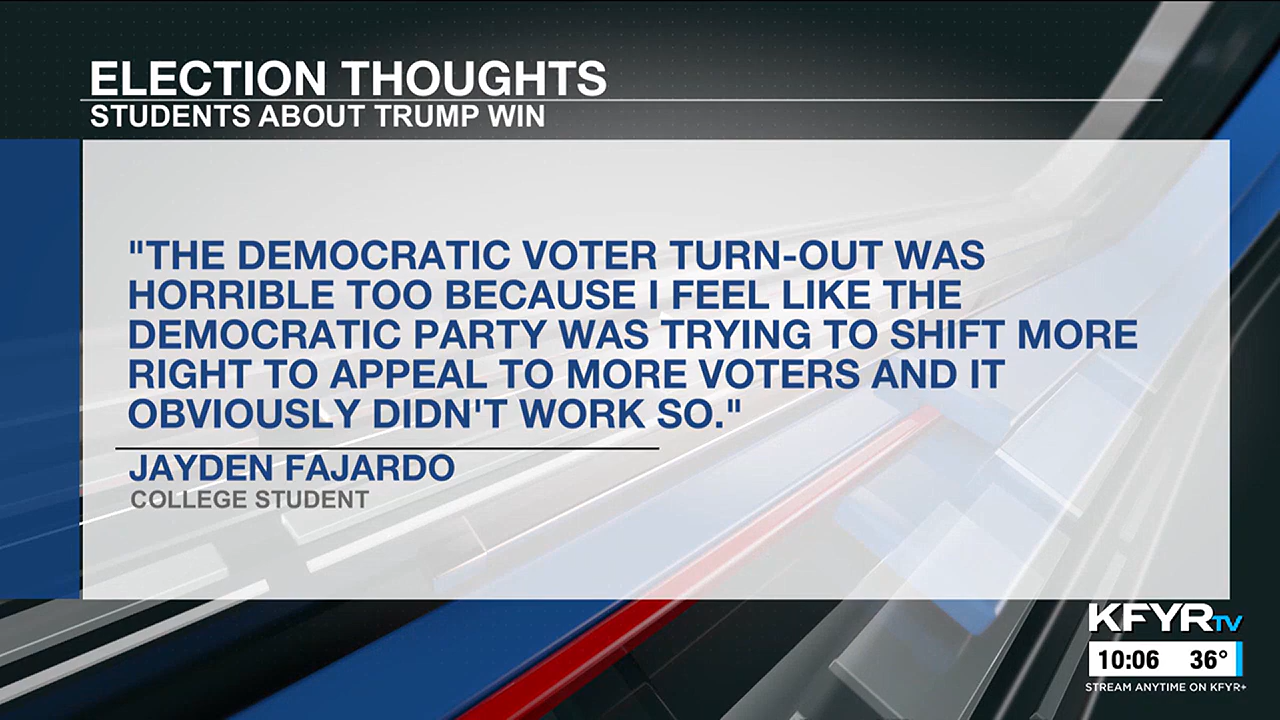 ELECTION THOUGHTS
STUDENTS ABOUT TRUMP WIN
"THE DEMOCRATIC VOTER TURN-OUT WAS
HORRIBLE TOO BECAUSE I FEEL LIKE THE
DEMOCRATIC PARTY WAS TRYING TO SHIFT MORE
RIGHT TO APPEAL TO MORE VOTERS AND IT
OBVIOUSLY DIDN'T WORK SO."
JAYDEN FAJARDO
COLLEGE STUDENT
KFYRTV
10:06 36°
STREAM ANYTIME ON KFYR+